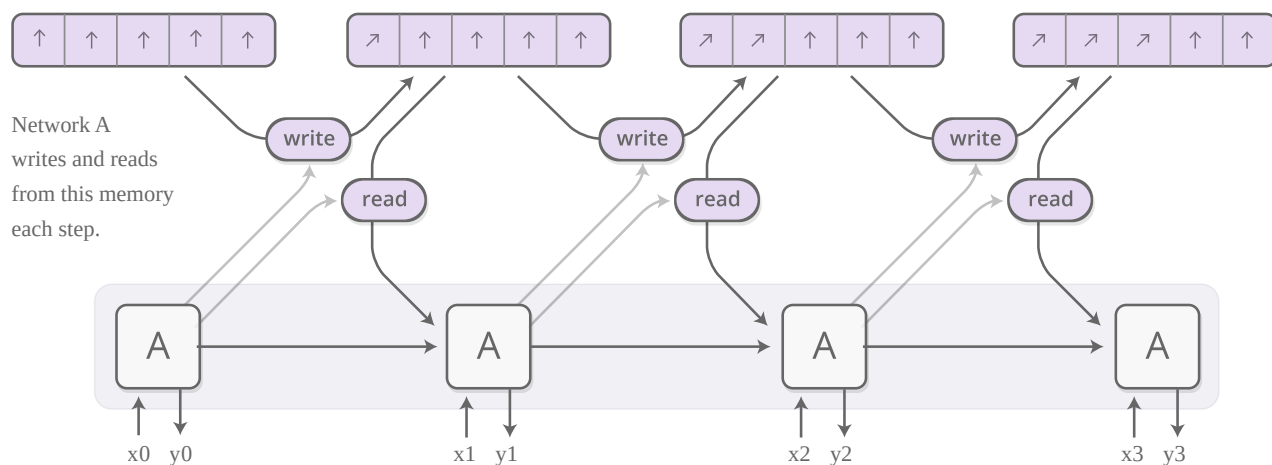 write
write
write
Network A
writes and reads
from this memory
each step.
read
read
read
A
A
A
A
x0 y0
x1 y1
x2 y2
x3 y3